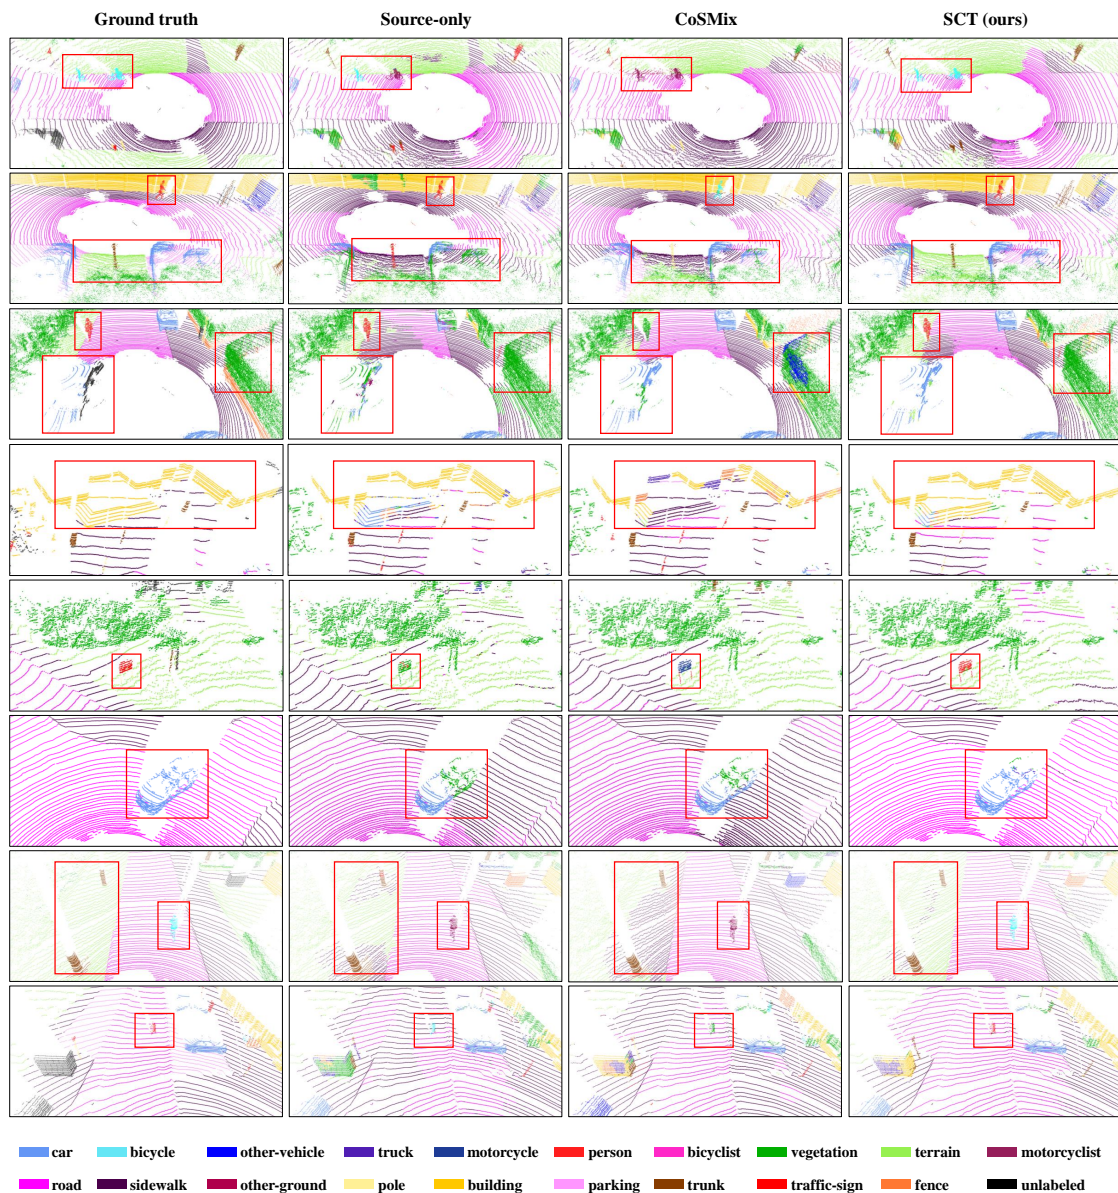 Ground truth Source-only CoSMix SCT (ours)
car bicycle other-vehicle truck motorcycle person bicyclist vegetation terrain motorcyclist
road sidewalk other-ground pole building parking trunk traffic-sign fence unlabeled